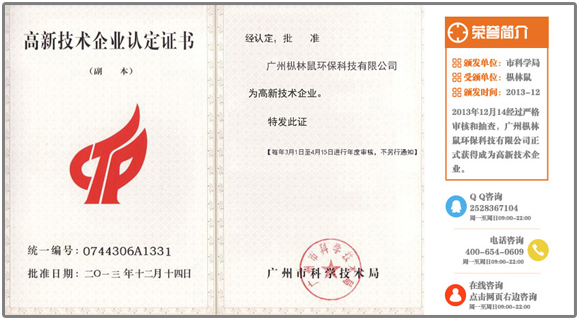 高新技术企业认定证书
(副 本)
统一编号: 0744306A1331
批准日期: 二〇一三 年十二 月十四日
经认定, 批 准
广州枞林鼠环保科技有限公司
为高新技术企业。
特发此证
【每年3月1日至4月15日进行年度审核, 不另行通知】
广州市科学技术局
广州市科学技术局
荣誉简介
颁发单位: 市科学局
受颁单位: 枞林鼠
颁发时间: 2013-12
2013年12月14经过严格
审核和抽查, 广州枞林
鼠环保科技有限公司正
式获得成为高新技术企
业。
Q Q咨询
2528367104
周一至周日09:00-22:00
电话咨询
400-654-0609
周一至周日09:00-22:00
在线咨询
点击网页右边咨询
周一至周日09:00-22:00